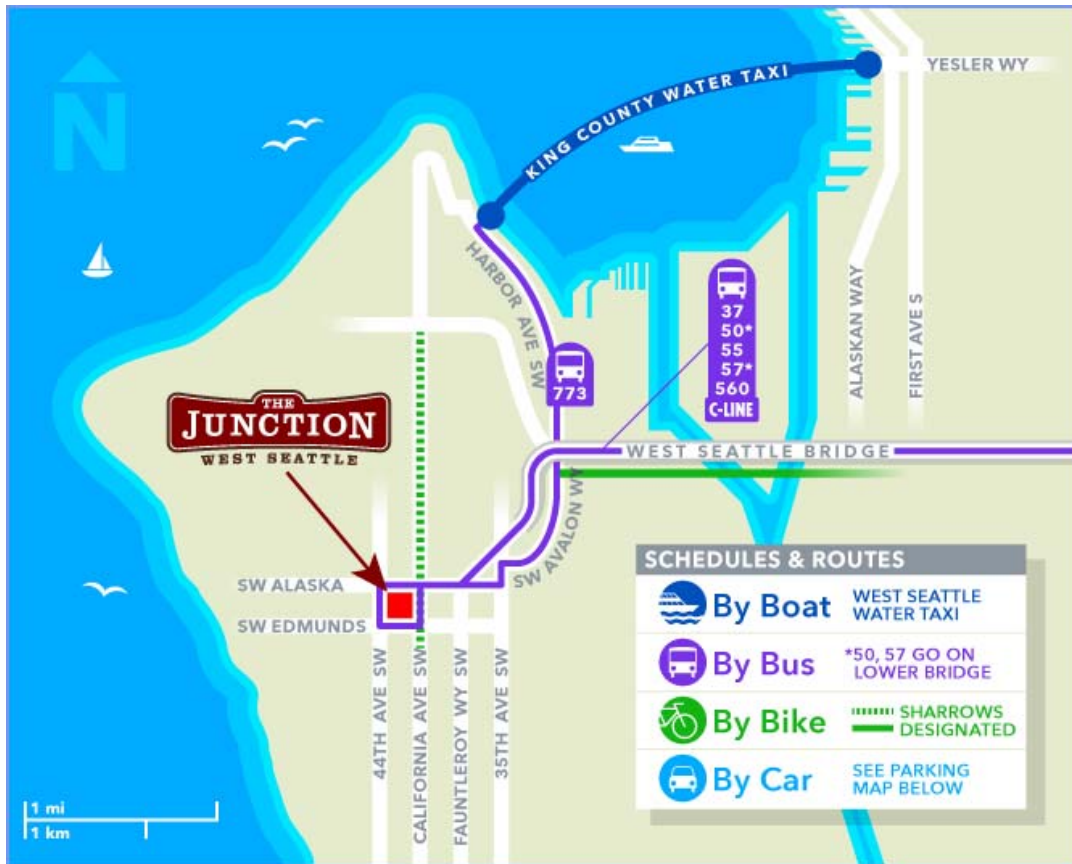 N
KING COUNTY WATER TAXI
YESLER WY
HARBOR AVE SW
773
37
50*
55
57*
560
C-LINE
ALASKAN WAY
FIRST AVE S
THE
JUNCTION
WEST SEATTLE
WEST SEATTLE BRIDGE
SW AVALON WY
SW ALASKA
SW EDMUNDS
44TH AVE SW
CALIFORNIA AVE SW
FAUNTLEROY WY SW
35TH AVE SW
SCHEDULES & ROUTES
By Boat
WEST SEATTLE
WATER TAXI
By Bus
*50, 57 GO ON
LOWER BRIDGE
By Bike
SHARROWS
DESIGNATED
By Car
SEE PARKING
MAP BELOW
1 mi
1 km